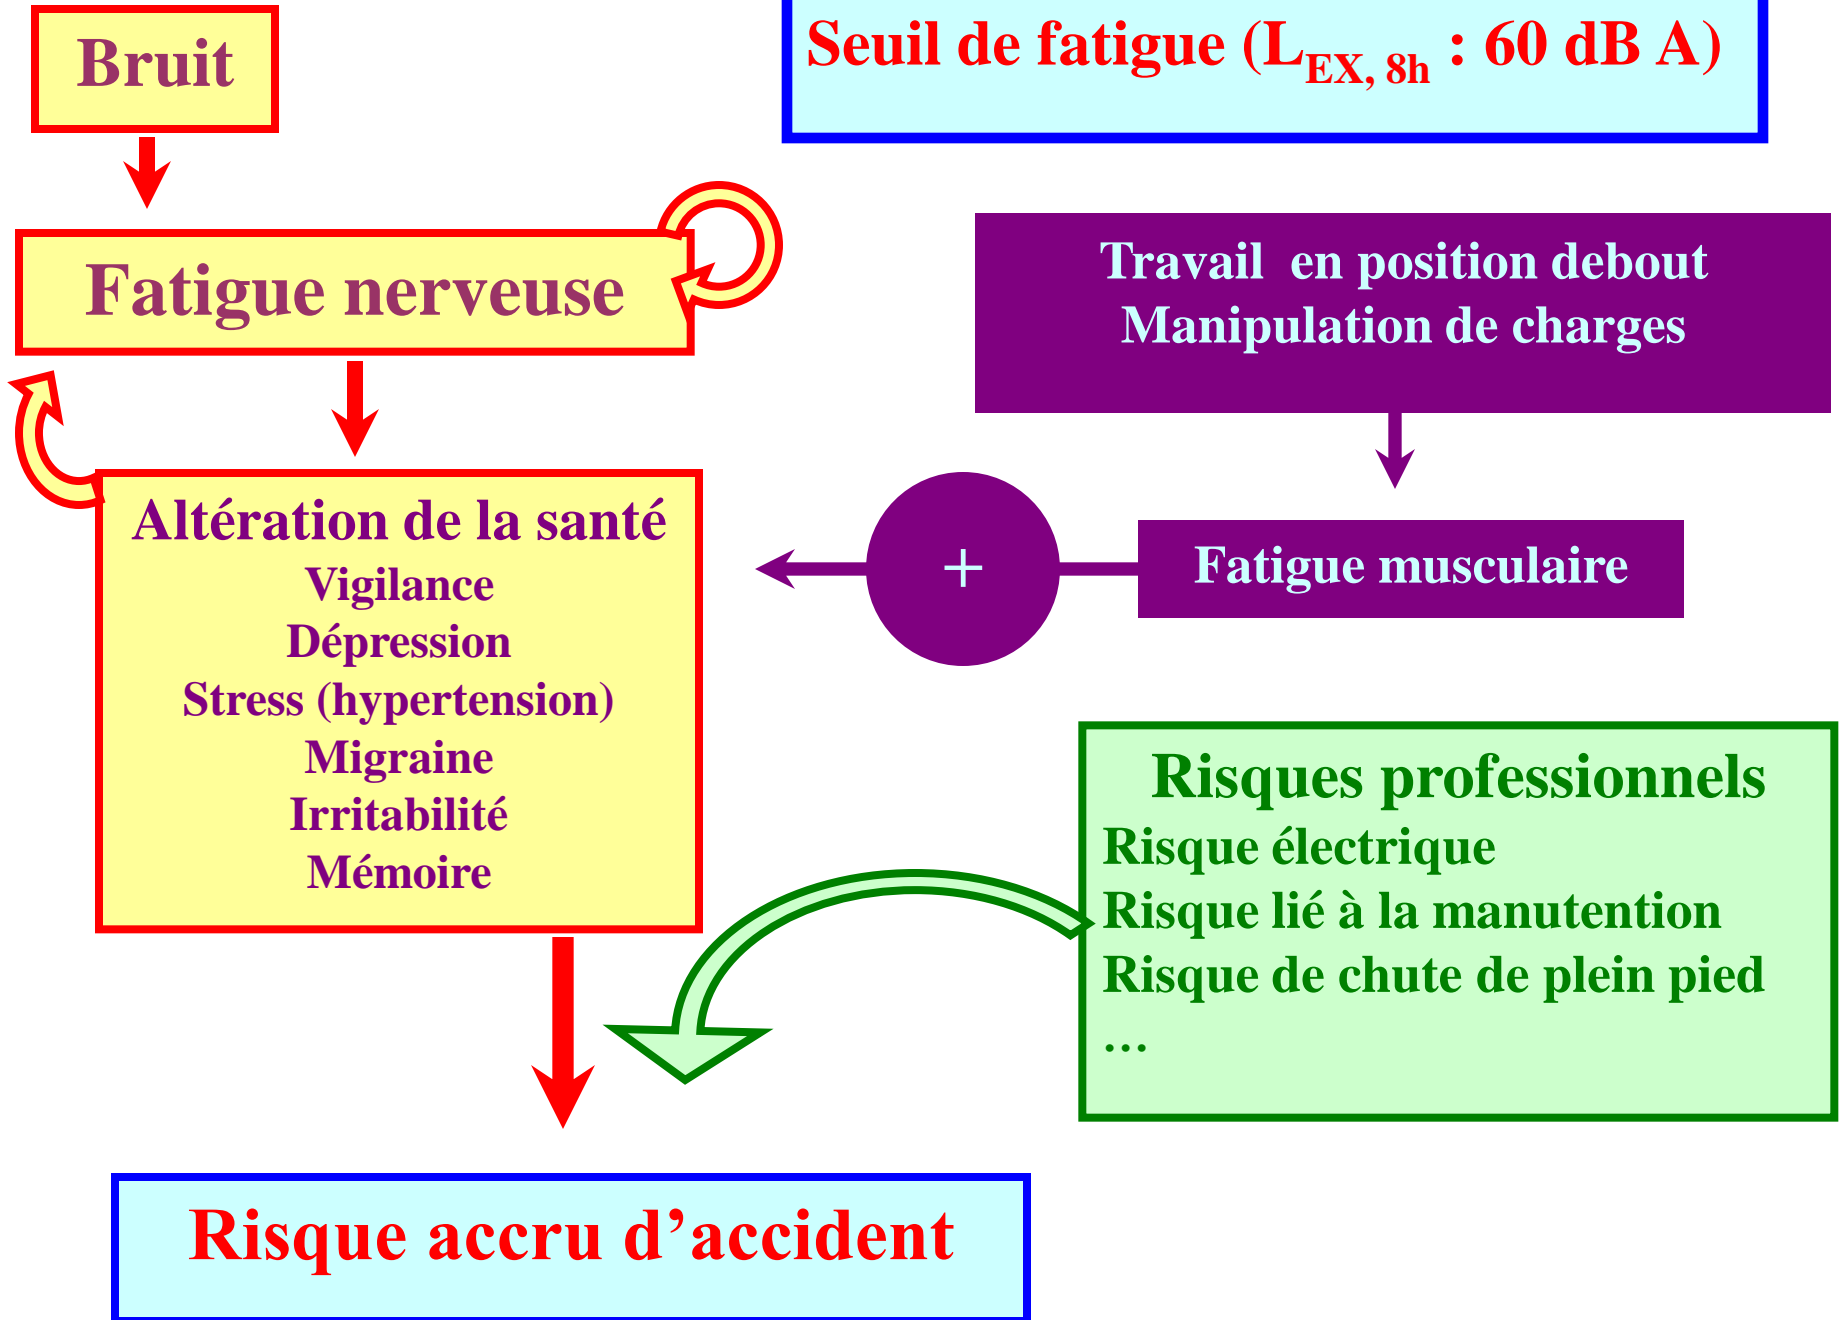 Bruit
Seuil de fatigue (LEX, 8h : 60 dB A)
Fatigue nerveuse
Travail en position debout
Manipulation de charges
Altération de la santé
Vigilance
Dépression
Stress (hypertension)
Migraine
Irritabilité
Mémoire
+
Fatigue musculaire
Risques professionnels
Risque électrique
Risque lié à la manutention
Risque de chute de plein pied
…
Risque accru d’accident